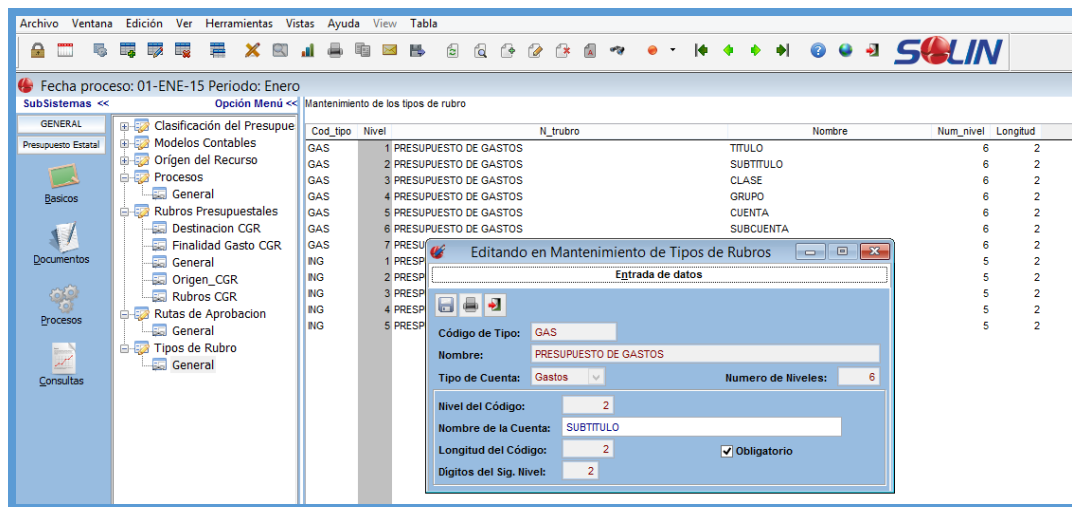 Archivo Ventana Edición Ver Herramientas Vistas Ayuda View Tabla
SOLIN
Fecha proceso: 01-ENE-15 Periodo: Enero
SubSistemas << Opción Menú <<
GENERAL
Presupuesto Estatal
Basicos
Documentos
Procesos
Consultas
Clasificación del Presupue
Modelos Contables
Orígen del Recurso
Procesos
General
Rubros Presupuestales
Destinacion CGR
Finalidad Gasto CGR
General
Origen_CGR
Rubros CGR
Rutas de Aprobacion
General
Tipos de Rubro
General
Mantenimiento de los tipos de rubro
Cod_tipo Nivel N_trubro Nombre Num_nivel Longitud
GAS 1 PRESUPUESTO DE GASTOS TITULO 6 2
GAS 2 PRESUPUESTO DE GASTOS SUBTITULO 6 2
GAS 3 PRESUPUESTO DE GASTOS CLASE 6 2
GAS 4 PRESUPUESTO DE GASTOS GRUPO 6 2
GAS 5 PRESUPUESTO DE GASTOS CUENTA 6 2
GAS 6 PRESUPUESTO DE GASTOS SUBCUENTA 6 2
GAS 7 PRESU 6 2
ING 1 PRESP 5 2
ING 2 PRESP 5 2
ING 3 PRESP 5 2
ING 4 PRESP 5 2
ING 5 PRESP 5 2
Editando en Mantenimiento de Tipos de Rubros
Entrada de datos
Código de Tipo: GAS
Nombre: PRESUPUESTO DE GASTOS
Tipo de Cuenta: Gastos Numero de Niveles: 6
Nivel del Código: 2
Nombre de la Cuenta: SUBTITULO
Longitud del Código: 2 Obligatorio
Digitos del Sig. Nivel: 2